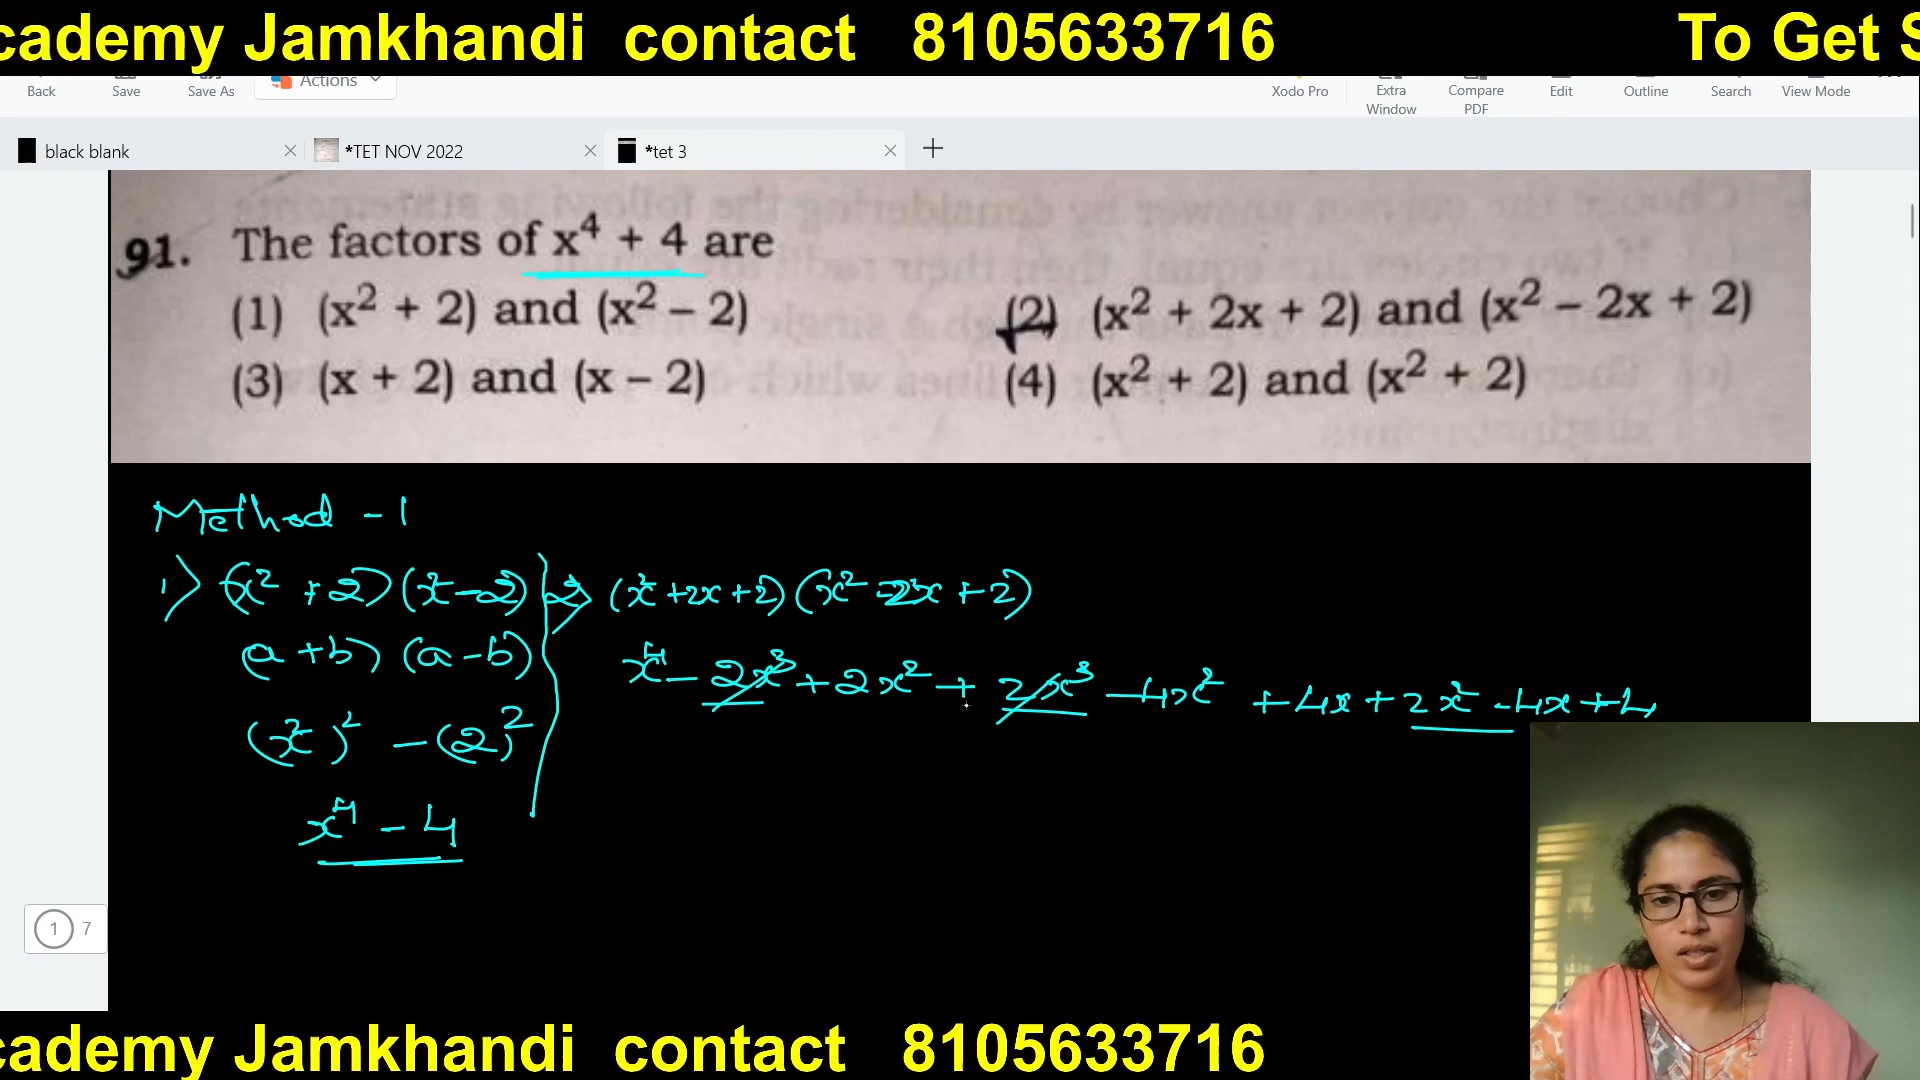 cademy Jamkhandi contact 8105633716 To Get S
Back Save Save As Actions Xodo Pro Extra Window Compare PDF Edit Outline Search View Mode
black blank *TET NOV 2022 *tet 3
91. The factors of x⁴ + 4 are
(1) (x² + 2) and (x² – 2) (2) (x² + 2x + 2) and (x² – 2x + 2)
(3) (x + 2) and (x – 2) (4) (x² + 2) and (x² + 2)
Method - 1
1) (x² + 2) (x² - 2) 2) (x² + 2x + 2) (x² - 2x + 2)
(a + b) (a - b) x⁴ - 2x³ + 2x² + 2x³ - 4x² + 4x + 2x² - 4x + 4
(x²)² - (2)²
x⁴ - 4
1 7
cademy Jamkhandi contact 8105633716